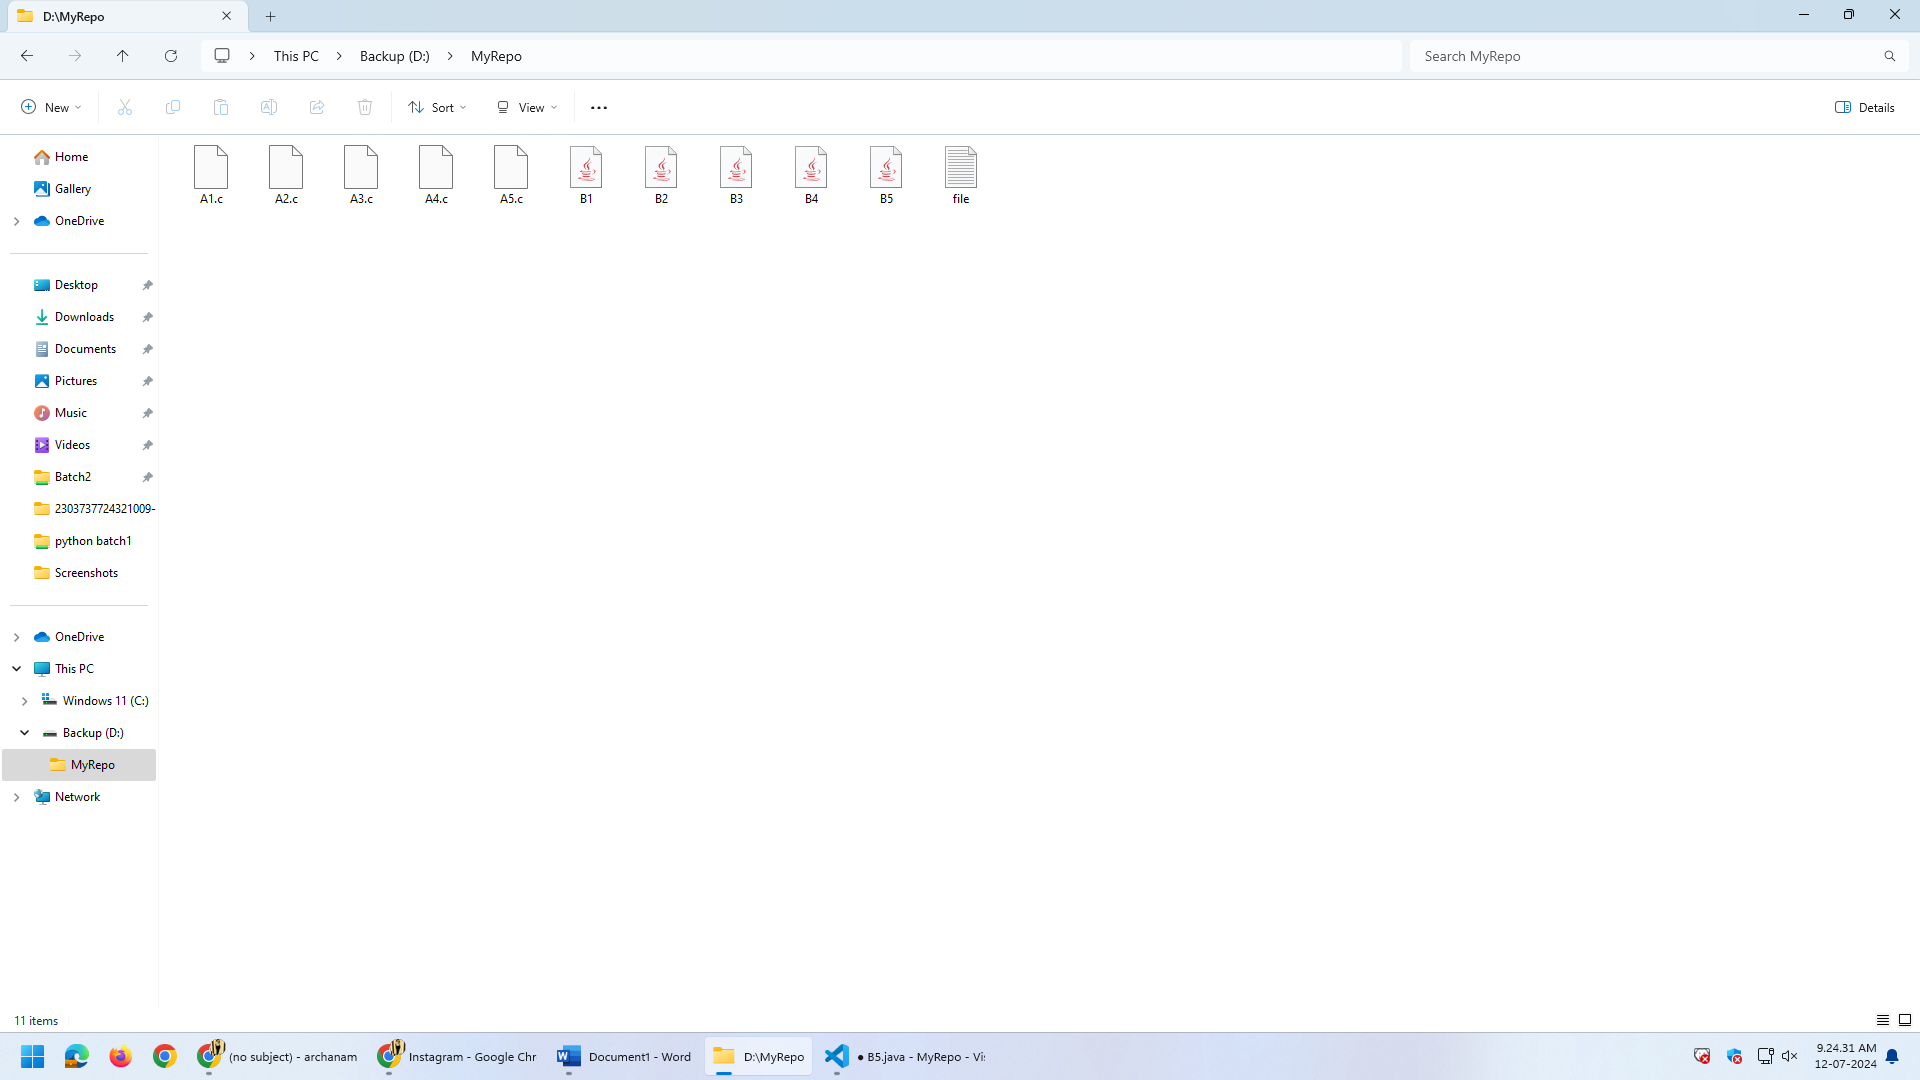 D:\MyRepo
This PC
Backup (D:)
MyRepo
Search MyRepo
New
Sort
View
Details
Home
Gallery
OneDrive
Desktop
Downloads
Documents
Pictures
Music
Videos
Batch2
2303737724321009-
python batch1
Screenshots
OneDrive
This PC
Windows 11 (C:)
Backup (D:)
MyRepo
Network
A1.c
A2.c
A3.c
A4.c
A5.c
B1
B2
B3
B4
B5
file
11 items
(no subject) - archanam
Instagram - Google Chr
Document1 - Word
D:\MyRepo
● B5.java - MyRepo - Vis
9.24.31 AM
12-07-2024